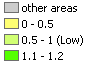 other areas
0 - 0.5
0.5 - 1 (Low)
1.1 - 1.2